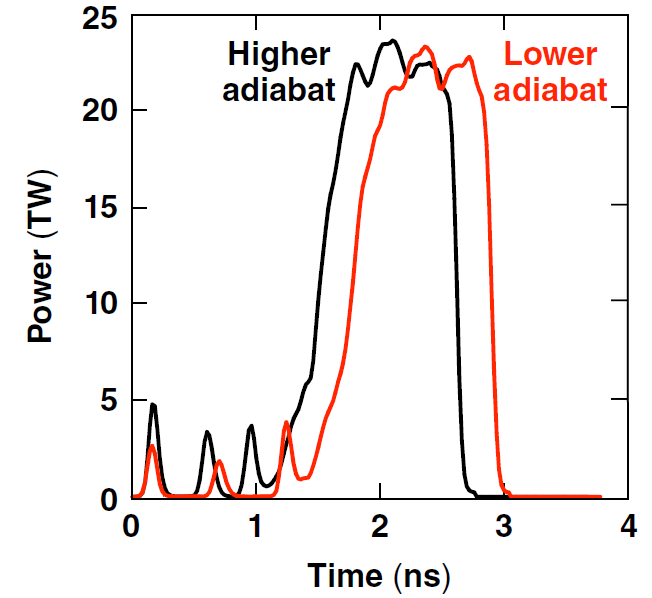 25
20
15
10
5
0
Power (TW)
Higher
adiabat
Lower
adiabat
0 1 2 3 4
Time (ns)